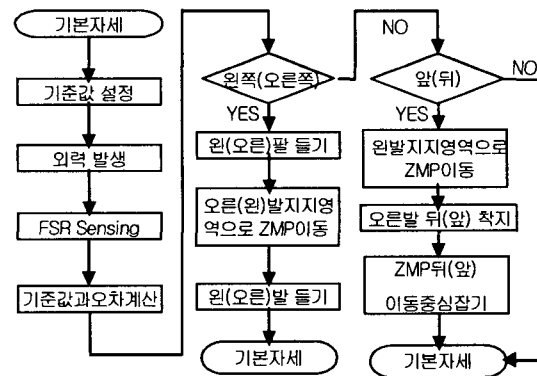 기본자세
기준값 설정
외력 발생
FSR Sensing
기준값과오차계산
왼쪽(오른쪽)
YES
NO
왼(오른)팔 들기
오른(왼)발지지영
역으로 ZMP이동
왼(오른)발 들기
기본자세
앞(뒤)
YES
NO
왼발지지영역으로
ZMP이동
오른발 뒤(앞) 착지
ZMP뒤(앞)
이동중심잡기
기본자세